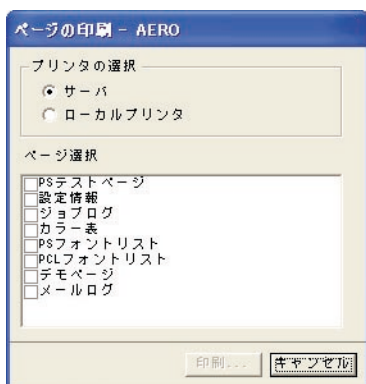 ページの印刷 - AERO
プリンタの選択
サーバ
ローカルプリンタ
ページ選択
PSテストページ
設定情報
ジョブログ
カラー表
PSフォントリスト
PCLフォントリスト
デモページ
メールログ
印刷...
キャンセル